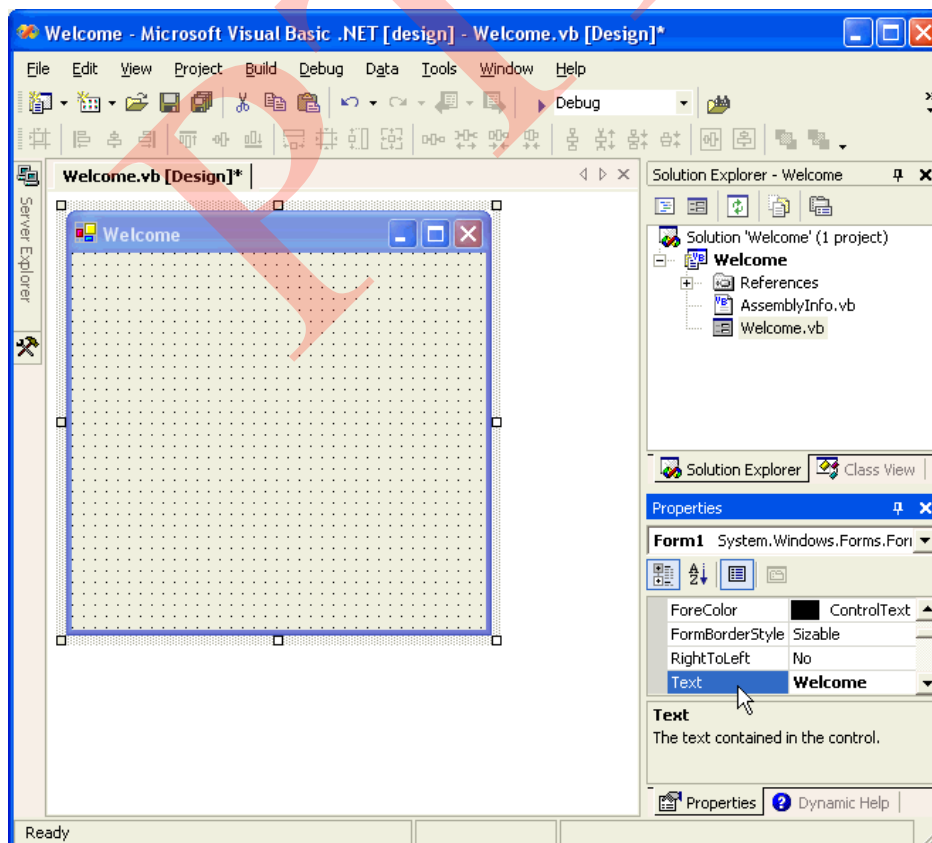 Welcome - Microsoft Visual Basic .NET [design] - Welcome.vb [Design]*
File Edit View Project Build Debug Data Tools Window Help
Debug
Server Explorer
Welcome.vb [Design]*
Welcome
Solution Explorer - Welcome
Solution 'Welcome' (1 project)
Welcome
References
AssemblyInfo.vb
Welcome.vb
Solution Explorer Class View
Properties
Form1 System.Windows.Forms.For
ForeColor ControlText
FormBorderStyle Sizable
RightToLeft No
Text Welcome
Text
The text contained in the control.
Properties Dynamic Help
Ready